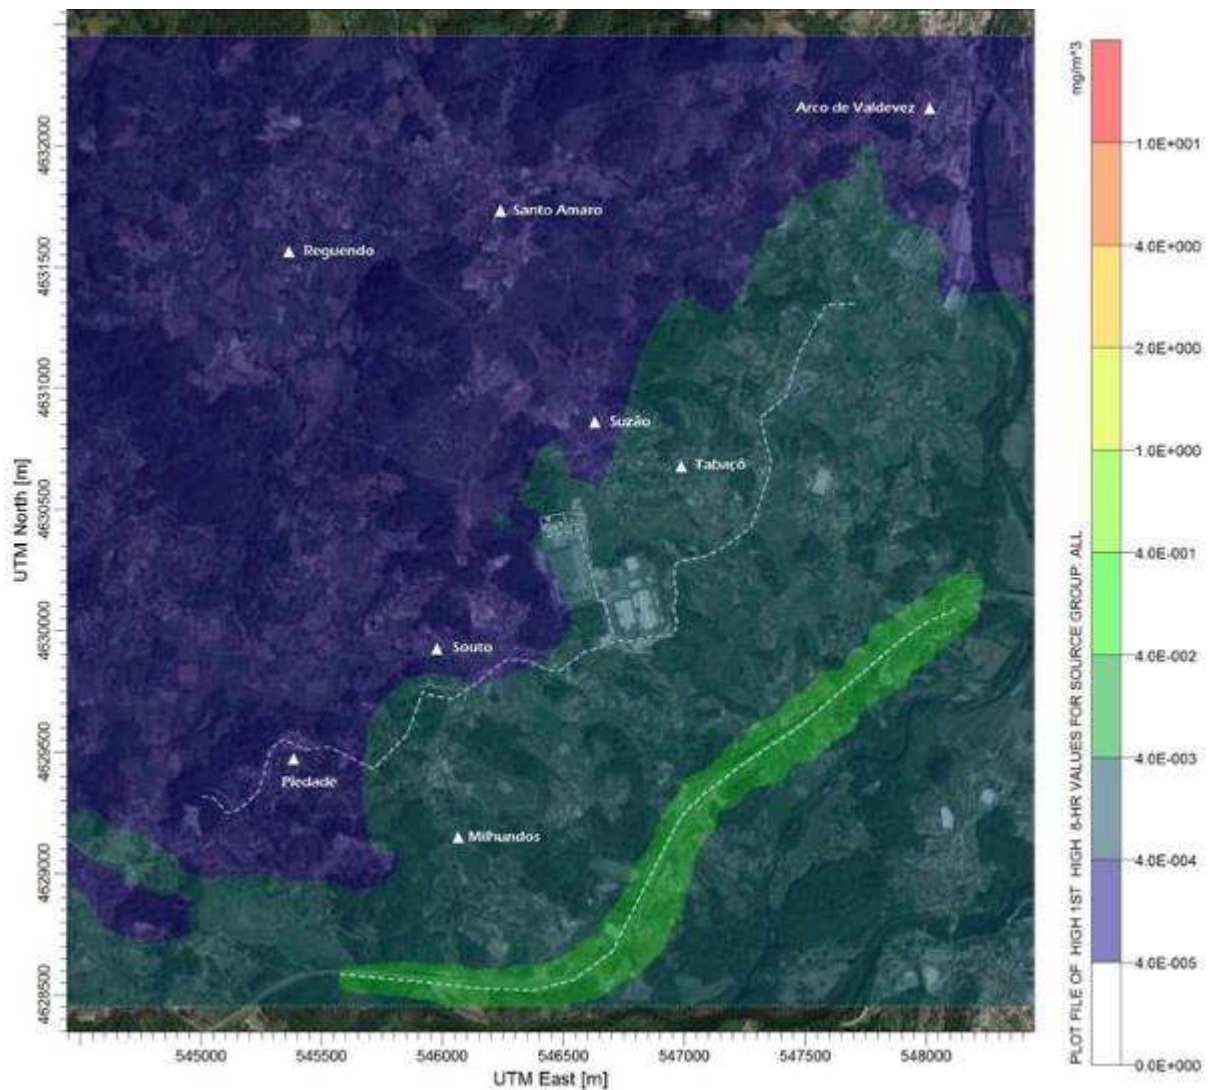 Arco de Valdevez
Santo Amaro
Reguendo
Suzão
Tabaçô
Souto
Piedade
Milhundos
UTM North [m]
4632000
4631500
4631000
4630500
4630000
4629500
4629000
4628500
545000
545500
546000
546500
547000
547500
548000
UTM East [m]
PLOT FILE OF HIGH 1ST HIGH 8-HR VALUES FOR SOURCE GROUP: ALL
mg/m^3
1.0E+001
4.0E+000
2.0E+000
1.0E+000
4.0E-001
4.0E-002
4.0E-003
4.0E-004
4.0E-005
0.0E+000